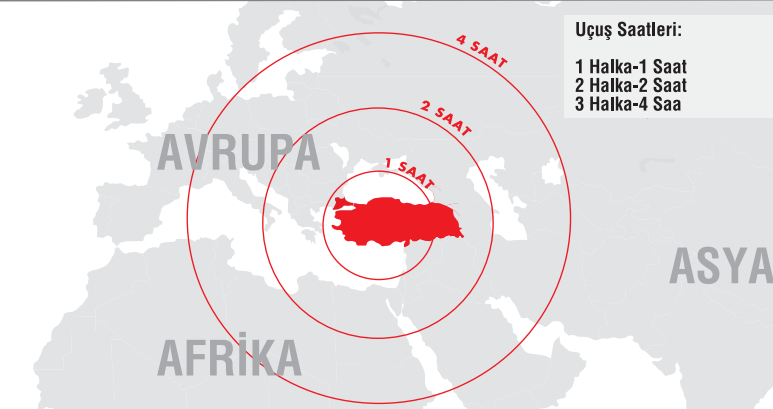 Uçuş Saatleri:
1 Halka-1 Saat
2 Halka-2 Saat
3 Halka-4 Saa
4 SAAT
2 SAAT
1 SAAT
AVRUPA
ASYA
AFRİKA